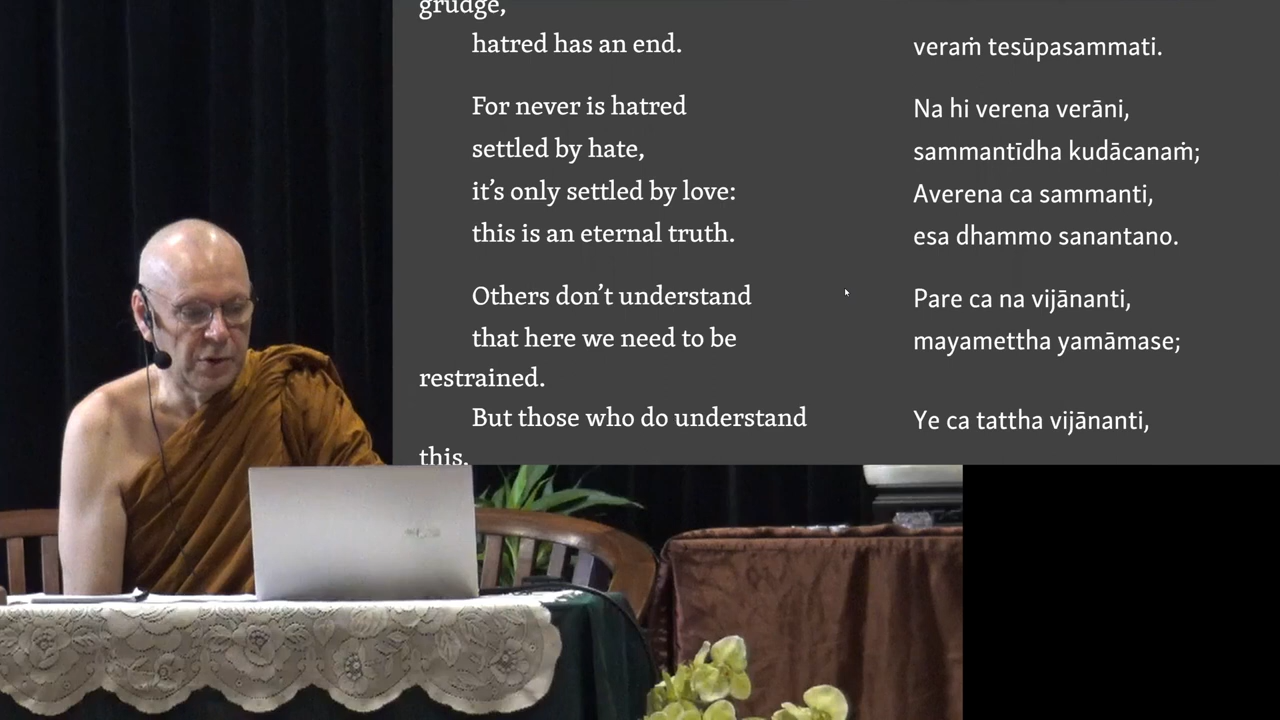 grudge,
hatred has an end.
veraṁ tesūpasammati.
For never is hatred
Na hi verena verāni,
settled by hate,
sammantīdha kudācanaṁ;
it’s only settled by love:
Averena ca sammanti,
this is an eternal truth.
esa dhammo sanantano.
Others don’t understand
Pare ca na vijānanti,
that here we need to be
mayamettha yamāmase;
restrained.
But those who do understand
Ye ca tattha vijānanti,
this,